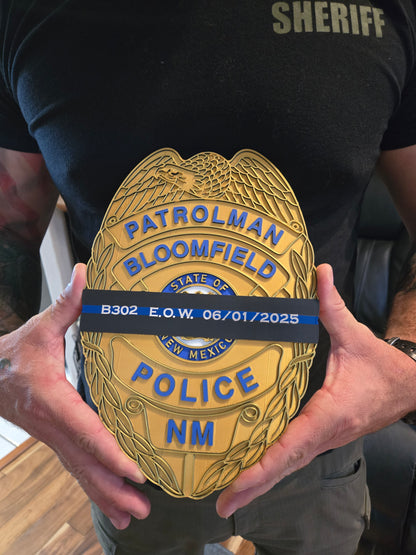 SHERIFF
PATROLMAN
BLOOMFIELD
STATE OF
B302 E.O.W. 06/01/2025
NEW MEXICO
POLICE
NM